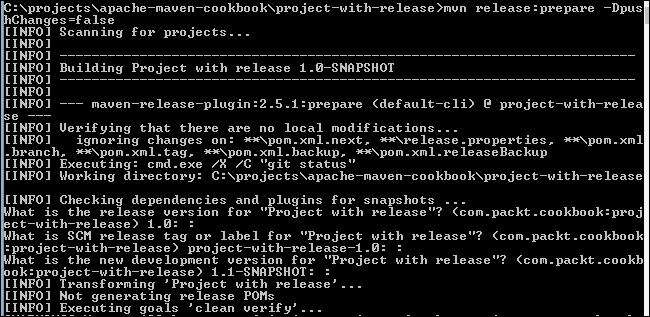 C:\projects\apache-maven-cookbook\project-with-release>mvn release:prepare -Dpus
hChanges=false
[INFO] Scanning for projects...
[INFO]
[INFO] ------------------------------------------------------------------------
[INFO] Building Project with release 1.0-SNAPSHOT
[INFO] ------------------------------------------------------------------------
[INFO]
[INFO] --- maven-release-plugin:2.5.1:prepare (default-cli) @ project-with-relea
se ---
[INFO] Verifying that there are no local modifications...
[INFO]   ignoring changes on: **\pom.xml.next, **\release.properties, **\pom.xml
.branch, **\pom.xml.tag, **\pom.xml.backup, **\pom.xml.releaseBackup
[INFO] Executing: cmd.exe /X /C "git status"
[INFO] Working directory: C:\projects\apache-maven-cookbook\project-with-release
[INFO] Checking dependencies and plugins for snapshots ...
What is the release version for "Project with release"? (com.packt.cookbook:proj
ect-with-release) 1.0: :
What is SCM release tag or label for "Project with release"? (com.packt.cookbook
:project-with-release) project-with-release-1.0: :
What is the new development version for "Project with release"? (com.packt.cookb
ook:project-with-release) 1.1-SNAPSHOT: :
[INFO] Transforming 'Project with release'...
[INFO] Not generating release POMs
[INFO] Executing goals 'clean verify'...